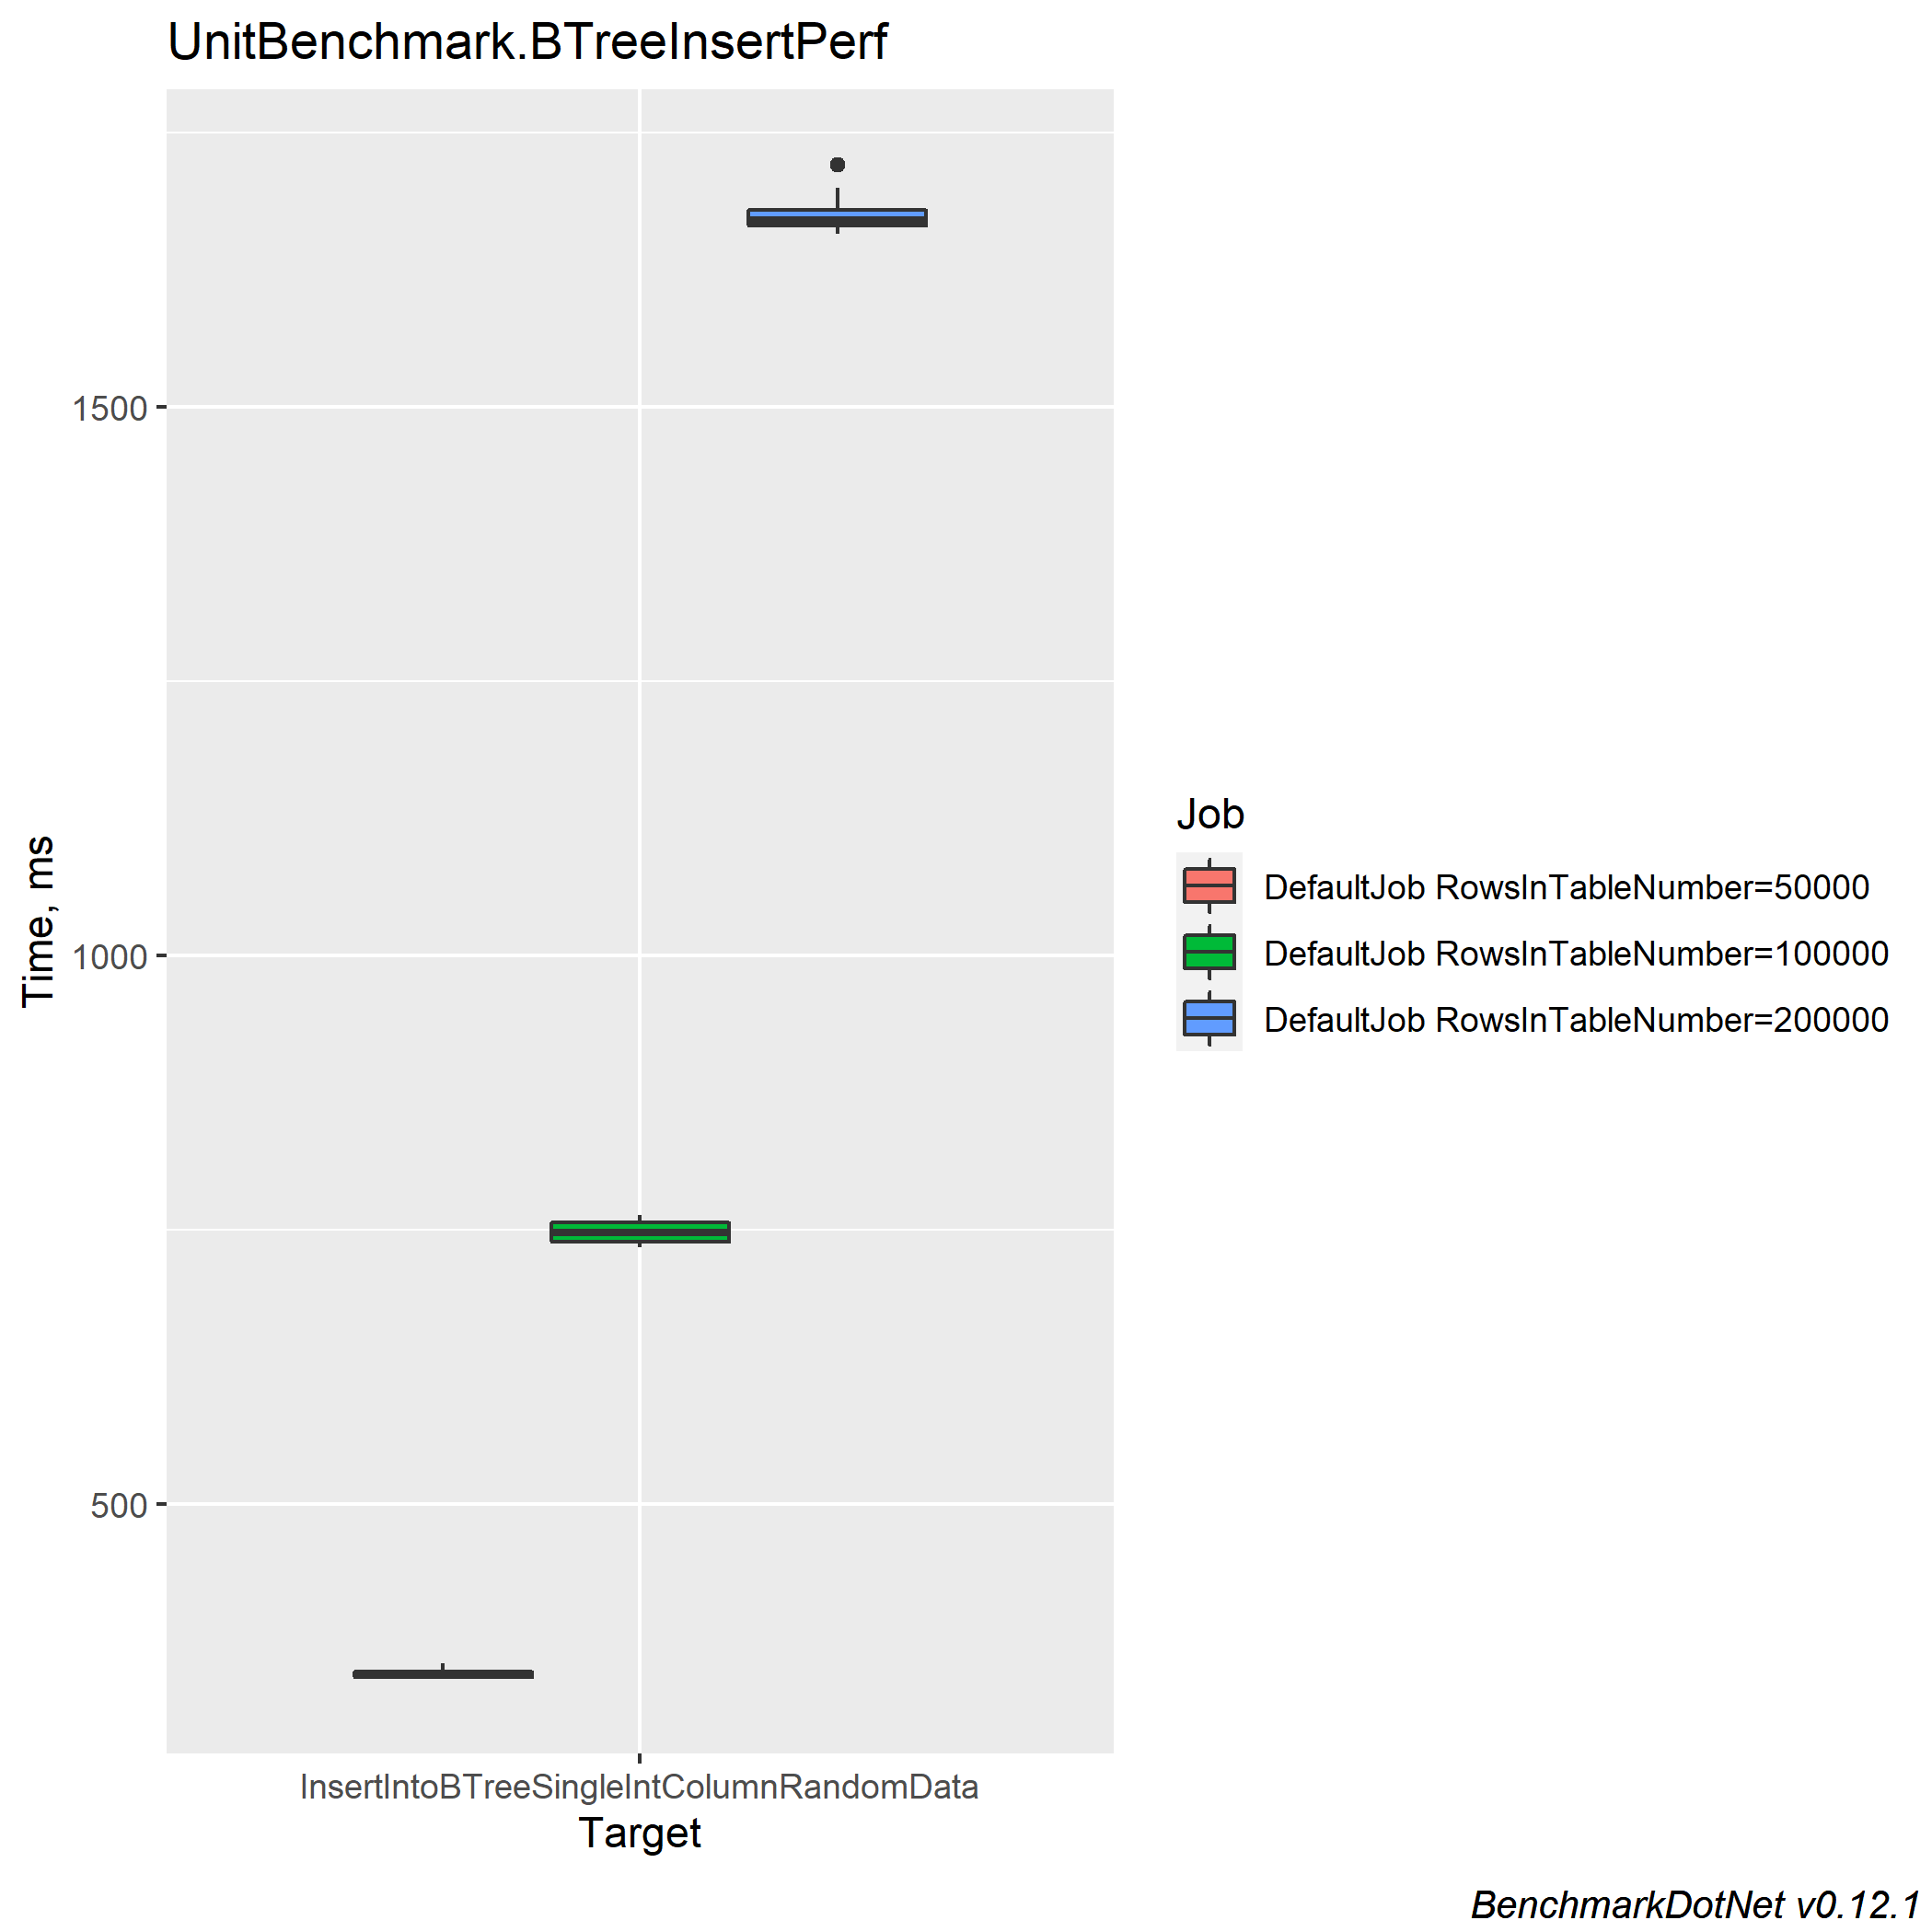 UnitBenchmark.BTreeInsertPerf
Time, ms
1500
1000
500
InsertIntoBTreeSingleIntColumnRandomData
Target
Job
DefaultJob RowsInTableNumber=50000
DefaultJob RowsInTableNumber=100000
DefaultJob RowsInTableNumber=200000
BenchmarkDotNet v0.12.1